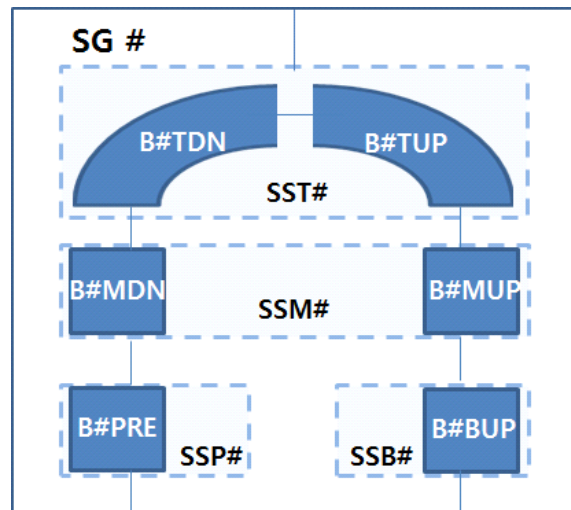 SG #
B#TDN
B#TUP
SST#
B#MDN
B#MUP
SSM#
B#PRE
B#BUP
SSP#
SSB#